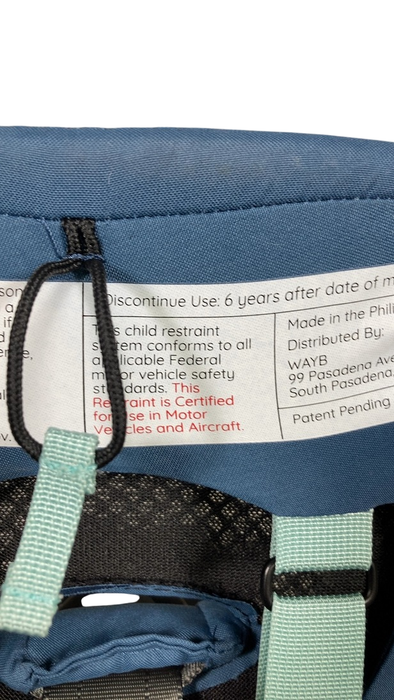 Discontinue Use: 6 years after date of
This child restraint
system conforms to all
applicable Federal
motor vehicle safety
standards. This
Restraint is Certified
for Use in Motor
Vehicles and Aircraft.
Made in the
Distributed By:
WAYB
99 Pasadena
South Pasadena
Patent Pending